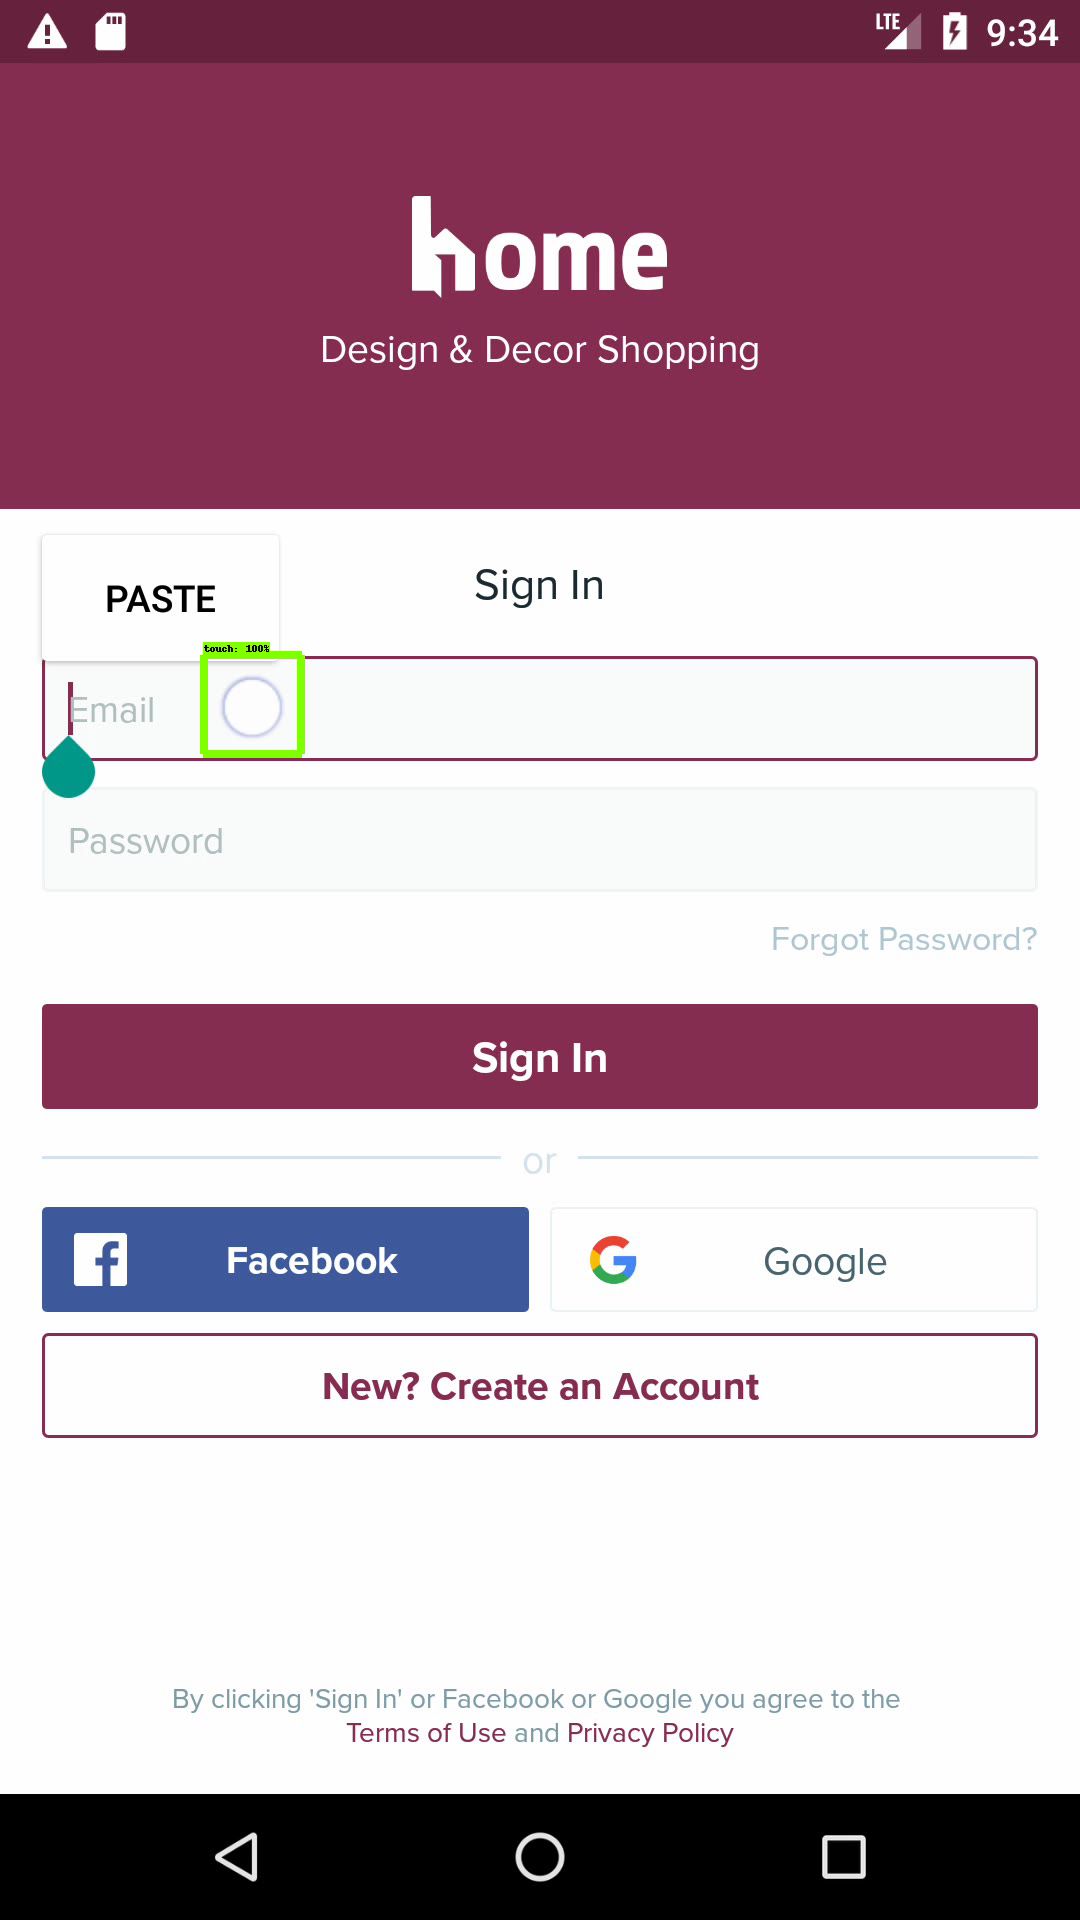 LTE 9:34
home
Design & Decor Shopping
PASTE
Sign In
touch: 100%
Email
Password
Forgot Password?
Sign In
or
Facebook
Google
New? Create an Account
By clicking 'Sign In' or Facebook or Google you agree to the
Terms of Use and Privacy Policy